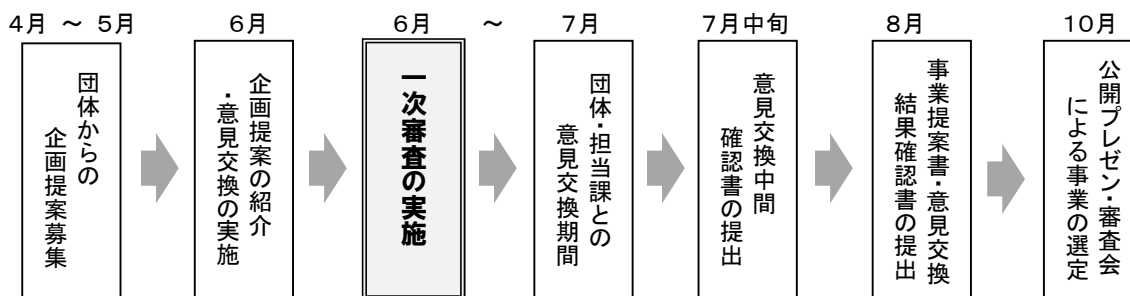 4月 ～ 5月
団体からの
企画提案募集
6月
企画提案の紹介
・意見交換の実施
6月 ～ 7月
一次審査の実施
団体・担当課との
意見交換期間
7月中旬
意見交換中間
確認書の提出
8月
事業提案書・意見交換
結果確認書の提出
10月
公開プレゼン・審査会
による事業の選定